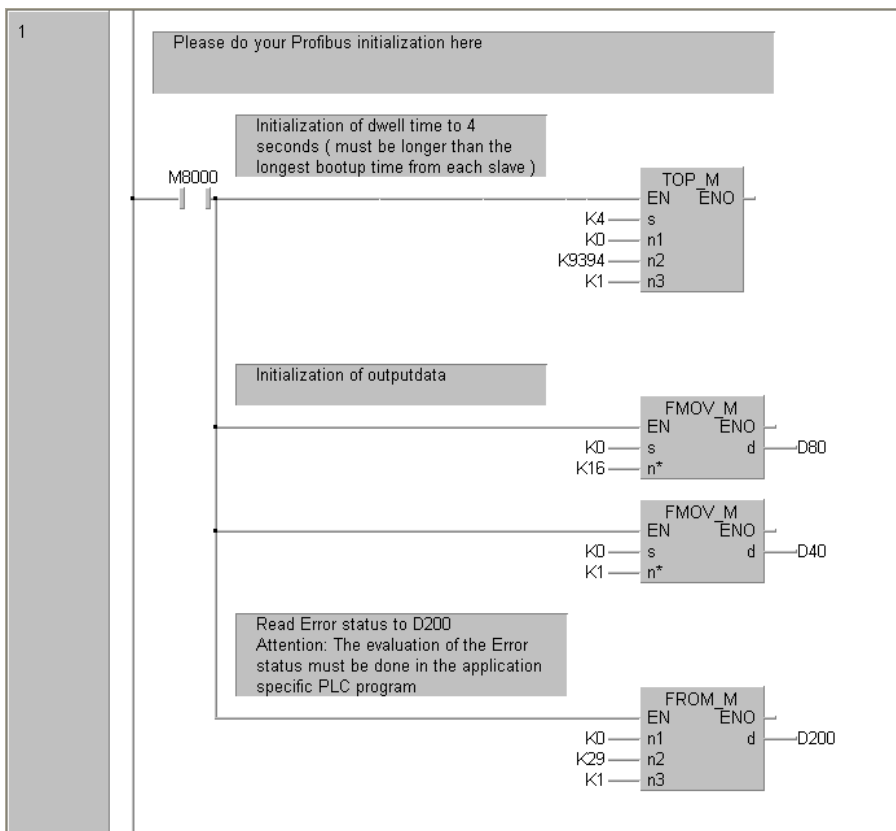 1
Please do your Profibus initialization here
Initialization of dwell time to 4
seconds ( must be longer than the
longest bootup time from each slave )
M8000
TOP_M
EN ENO
K4 s
K0 n1
K9394 n2
K1 n3
Initialization of outputdata
FMOV_M
EN ENO
K0 s d D80
K16 n*
FMOV_M
EN ENO
K0 s d D40
K1 n*
Read Error status to D200
Attention: The evaluation of the Error
status must be done in the application
specific PLC program
FROM_M
EN ENO
K0 n1 d D200
K29 n2
K1 n3